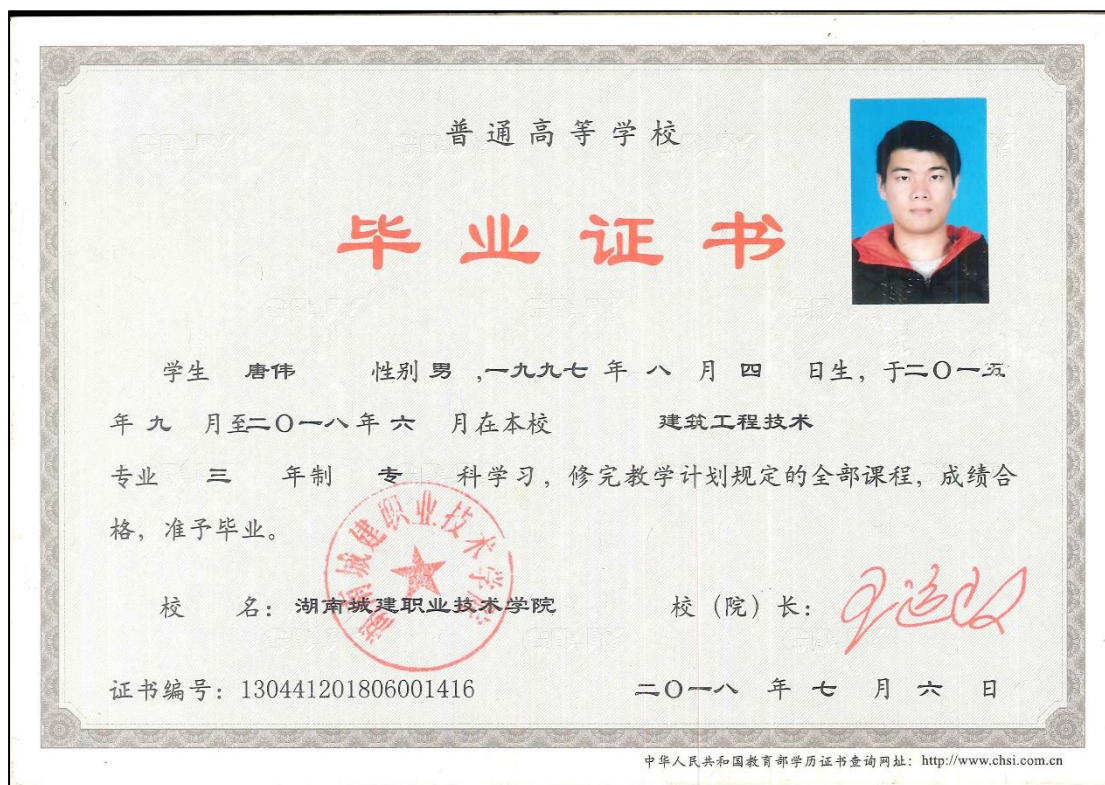 普通高等学校
毕业证书
学生 唐伟 性别 男 ,一九九七 年 八 月 四 日生, 于二〇一五
年 九 月至二〇一八年 六 月在本校 建筑工程技术
专业 三 年制 专 科学习, 修完教学计划规定的全部课程, 成绩合
格, 准予毕业。
湖南城建职业技术学院
校 名: 湖南城建职业技术学院 校 (院) 长:
证书编号: 130441201806001416 二〇一八 年 七 月 六 日
中华人民共和国教育部学历证书查询网址: http://www.chsi.com.cn